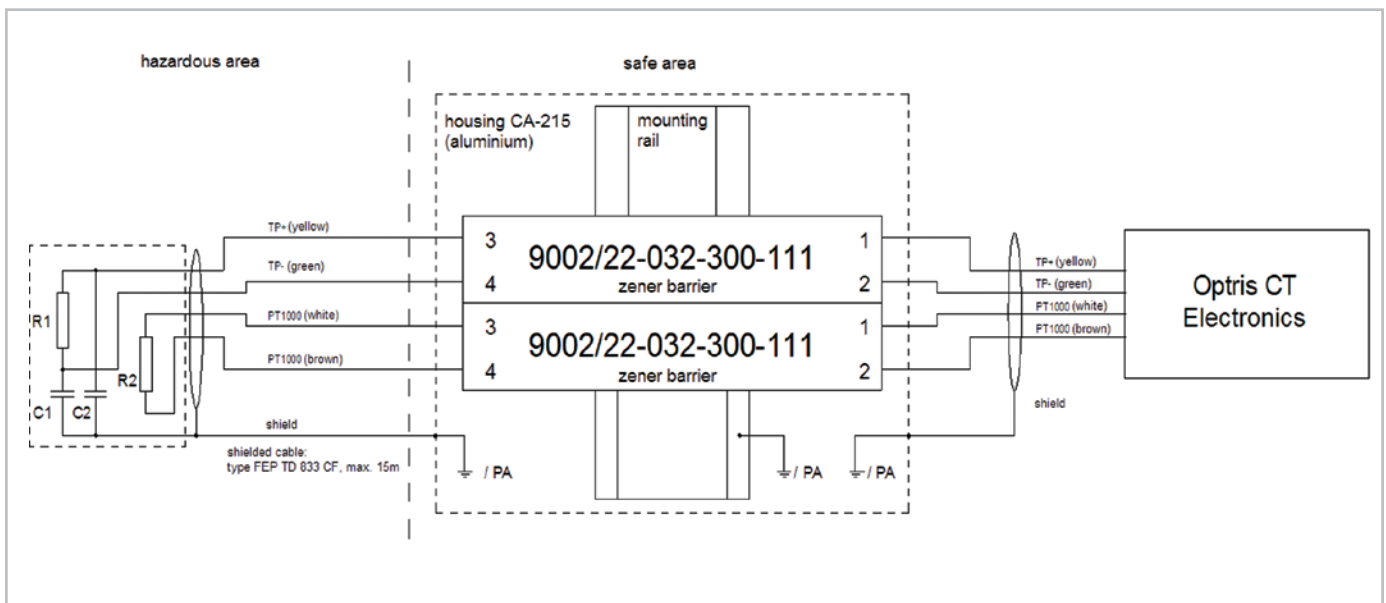 hazardous area
safe area
housing CA-215
(aluminium)
mounting
rail
TP+ (yellow)
TP- (green)
PT1000 (white)
PT1000 (brown)
3
4
3
4
9002/22-032-300-111
zener barrier
9002/22-032-300-111
zener barrier
1
2
1
2
TP+ (yellow)
TP- (green)
PT1000 (white)
PT1000 (brown)
Optris CT
Electronics
R1
R2
C1
C2
shield
shielded cable:
type FEP TD 833 CF, max. 15m
/ PA
/ PA
/ PA
shield